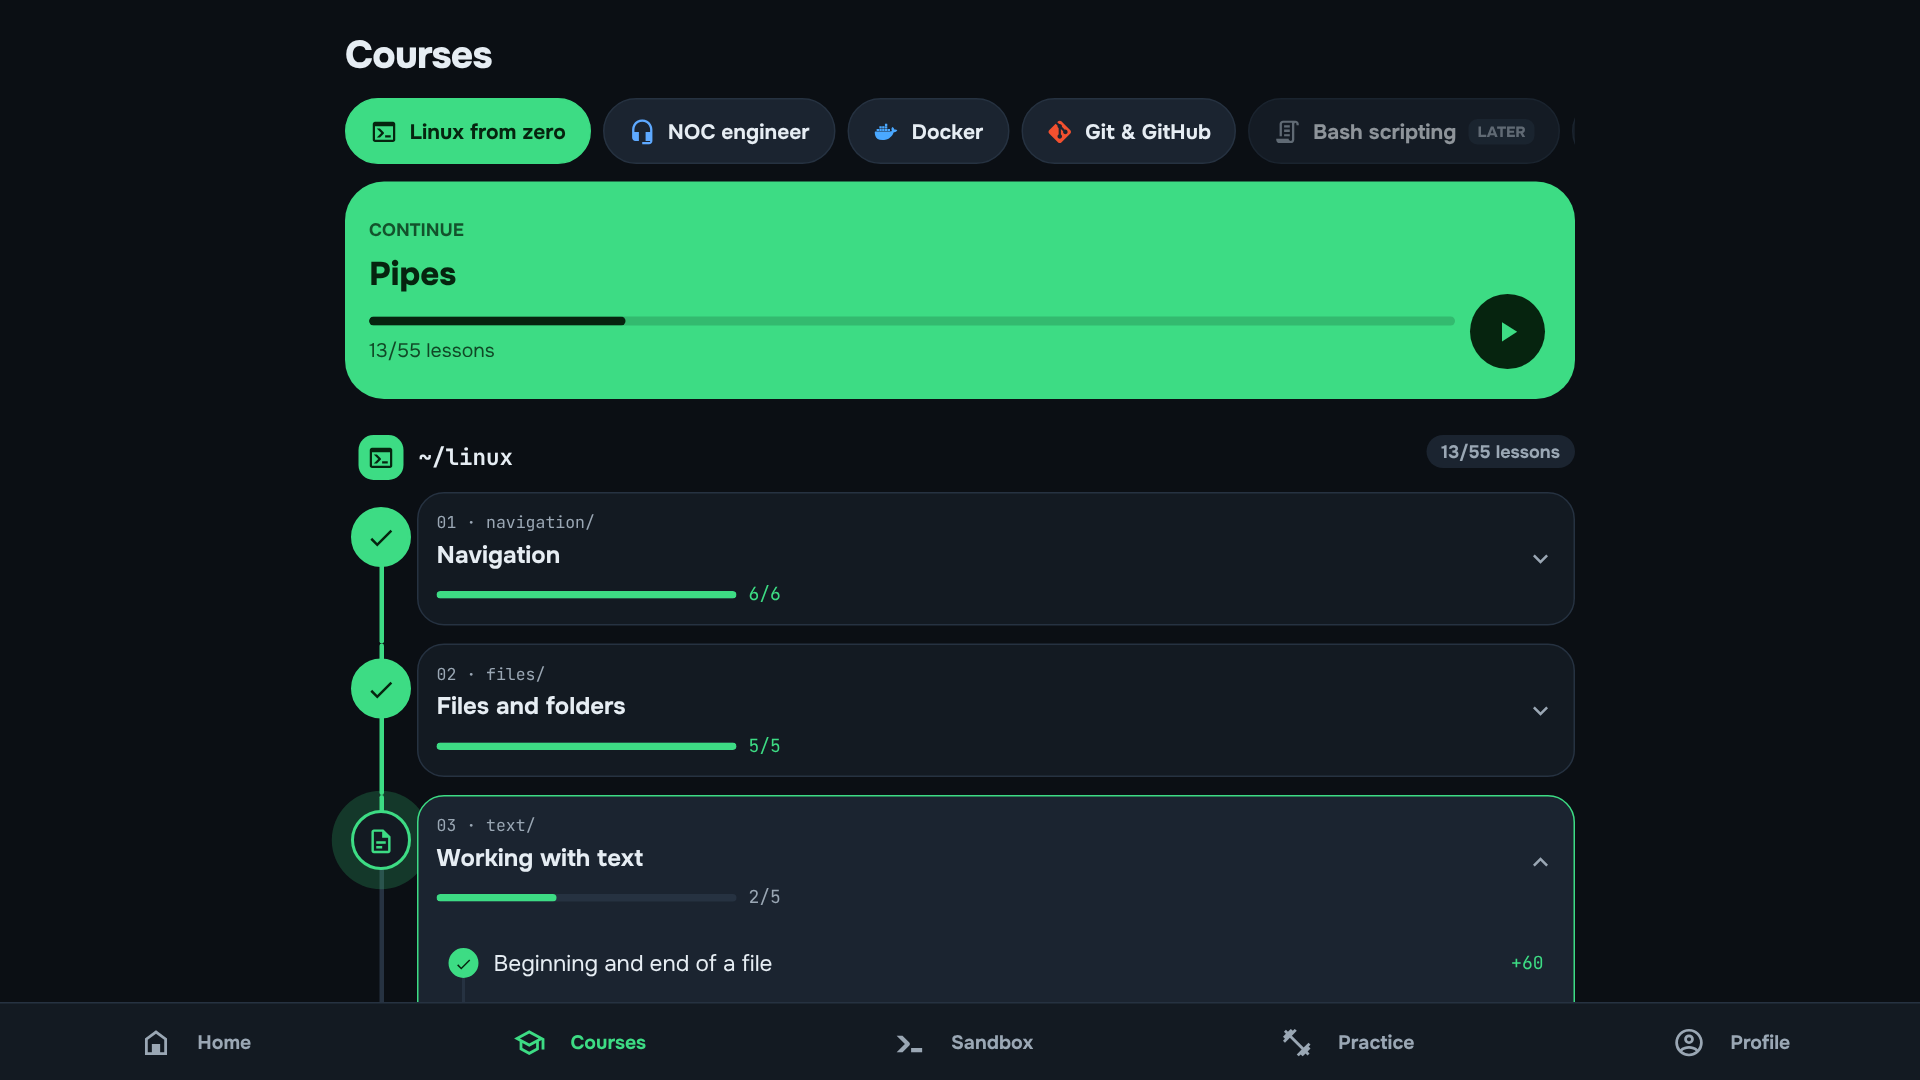 Courses
Linux from zero
NOC engineer
Docker
Git & GitHub
Bash scripting LATER
CONTINUE
Pipes
13/55 lessons
~/linux
13/55 lessons
01 · navigation/
Navigation
6/6
02 · files/
Files and folders
5/5
03 · text/
Working with text
2/5
Beginning and end of a file
+60
Home
Courses
Sandbox
Practice
Profile